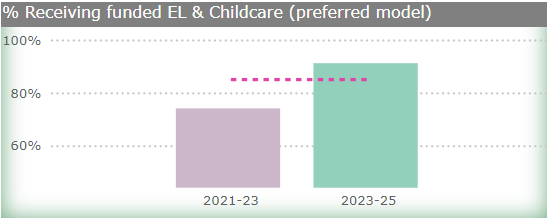 % Receiving funded EL & Childcare (preferred model)
100%
80%
60%
2021-23 2023-25